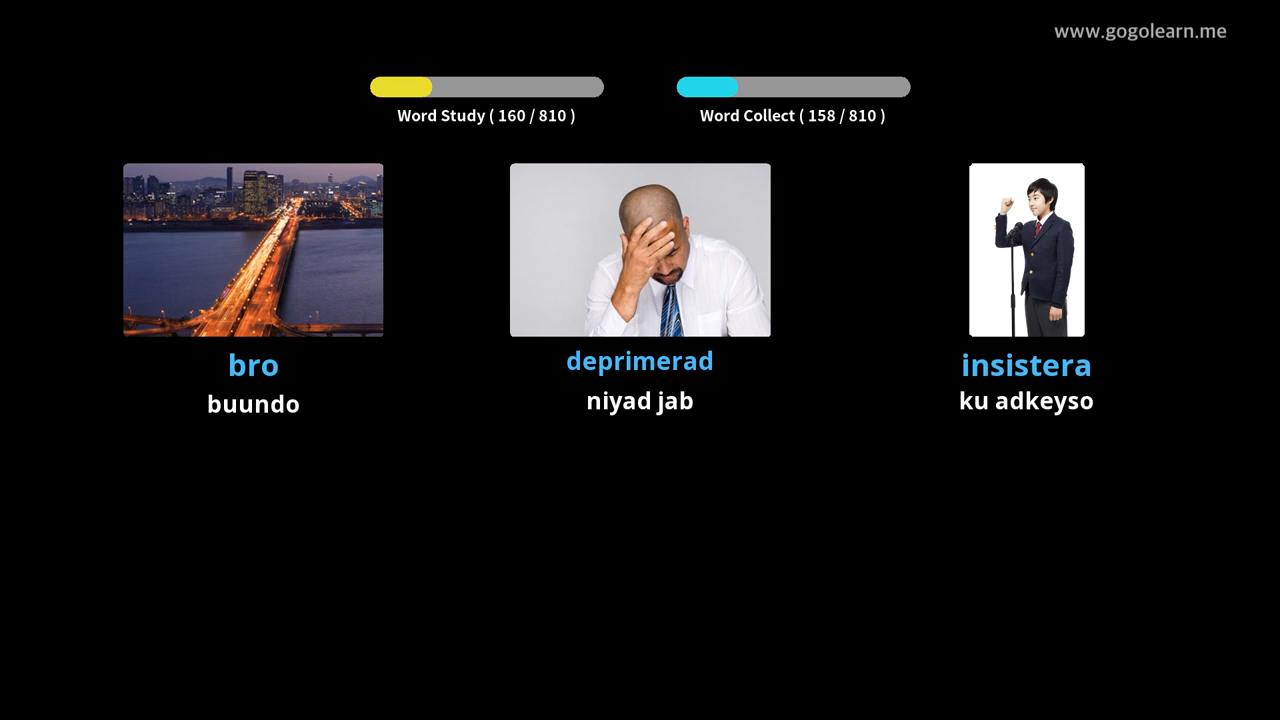 www.gogolearn.me
Word Study ( 160 / 810 )
Word Collect ( 158 / 810 )
bro
buundo
deprimerad
niyad jab
insistera
ku adkeyso